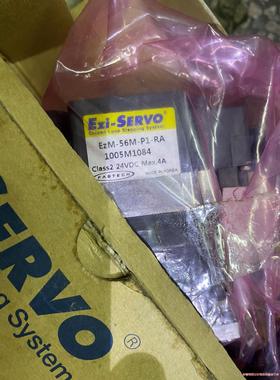 Ezi-SERVO®
Closed Loop Stepping System
EzM-56M-P1-RA
1005M1084
Class2 24VDC Max.4A
FASTECH MADE IN KOREA
SERVO®
ng System